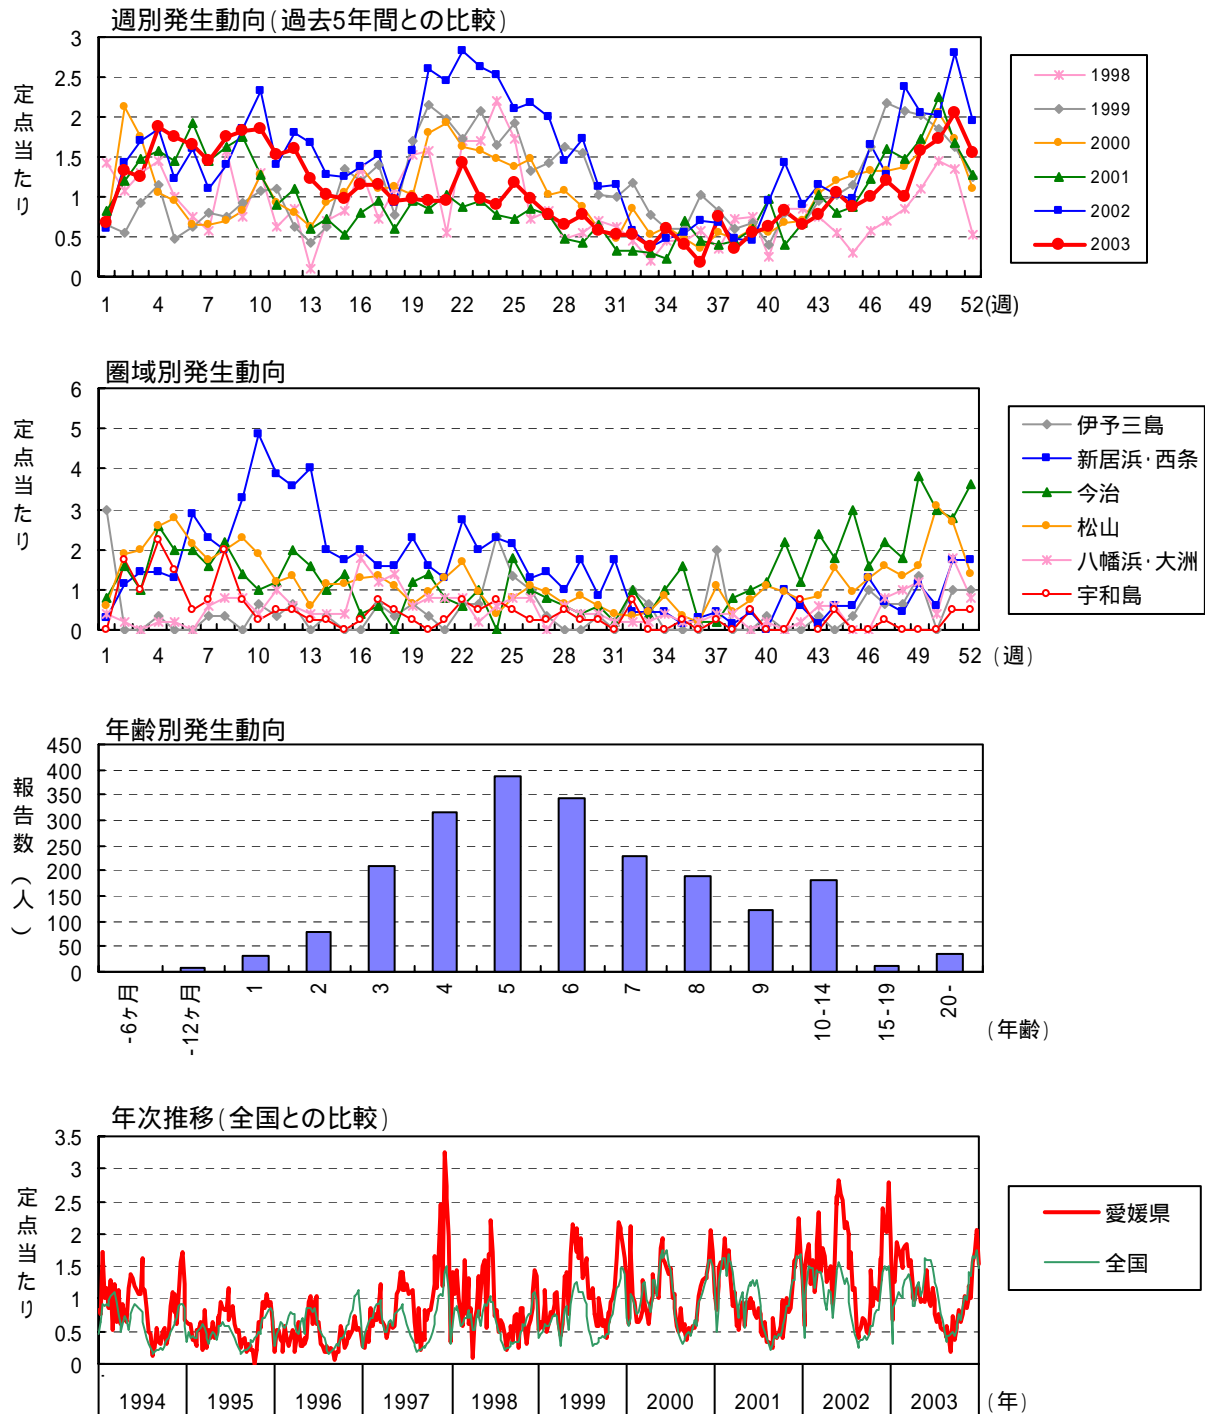 週別発生動向(過去5年間との比較)
定点当たり
3
2.5
2
1.5
1
0.5
0
1 4 7 10 13 16 19 22 25 28 31 34 37 40 43 46 49 52(週)
1998
1999
2000
2001
2002
2003
圏域別発生動向
定点当たり
6
5
4
3
2
1
0
1 4 7 10 13 16 19 22 25 28 31 34 37 40 43 46 49 52 (週)
伊予三島
新居浜・西条
今治
松山
八幡浜・大洲
宇和島
年齢別発生動向
報告数(人)
450
400
350
300
250
200
150
100
50
0
-6ヶ月 -12ヶ月 1 2 3 4 5 6 7 8 9 10-14 15-19 20-
(年齢)
年次推移(全国との比較)
定点当たり
3.5
3
2.5
2
1.5
1
0.5
0
1994 1995 1996 1997 1998 1999 2000 2001 2002 2003 (年)
愛媛県
全国